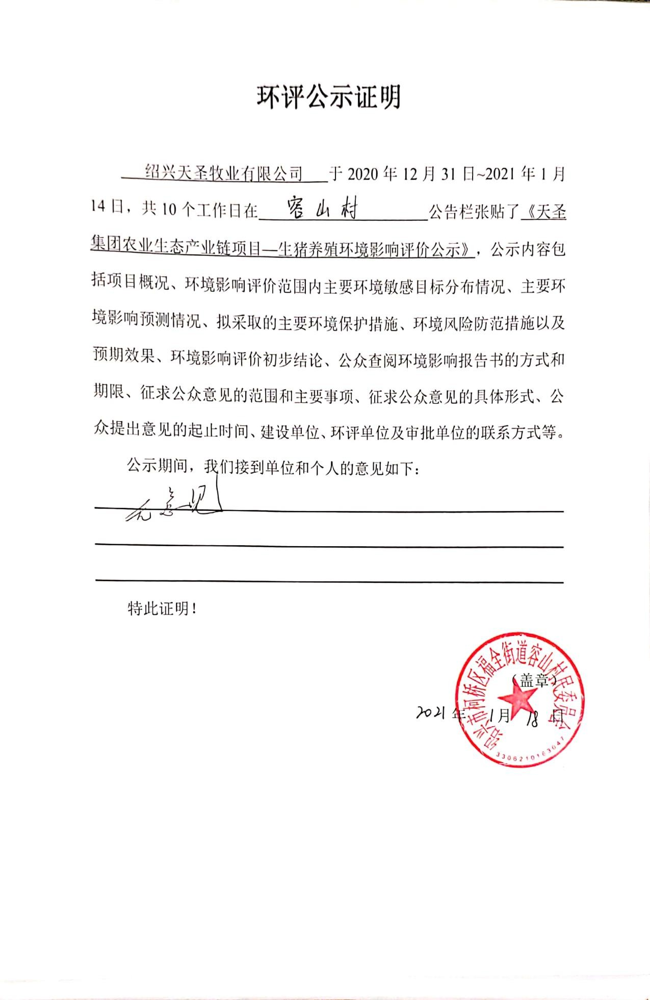 环评公示证明
绍兴天圣牧业有限公司 于 2020 年 12 月 31 日~2021 年 1 月
14 日，共 10 个工作日在 容山村 公告栏张贴了《天圣
集团农业生态产业链项目—生猪养殖环境影响评价公示》，公示内容包
括项目概况、环境影响评价范围内主要环境敏感目标分布情况、主要环
境影响预测情况、拟采取的主要环境保护措施、环境风险防范措施以及
预期效果、环境影响评价初步结论、公众查阅环境影响报告书的方式和
期限、征求公众意见的范围和主要事项、征求公众意见的具体形式、公
众提出意见的起止时间、建设单位、环评单位及审批单位的联系方式等。
公示期间，我们接到单位和个人的意见如下：
无意见
特此证明！
绍兴市柯桥区福全街道容山村民委员会
（盖章）
2021 年 1 月 18 日
3306210163047